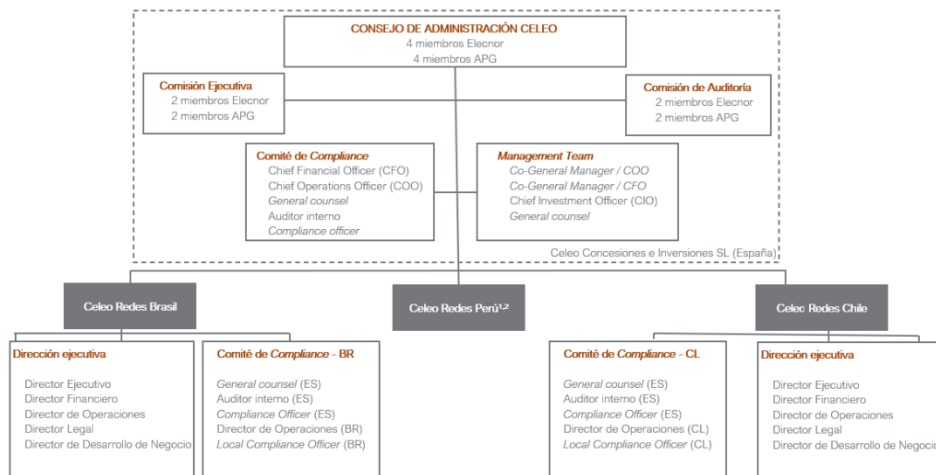 CONSEJO DE ADMINISTRACIÓN CELEO
4 miembros Elecnor
4 miembros APG
Comisión Ejecutiva
2 miembros Elecnor
2 miembros APG
Comisión de Auditoría
2 miembros Elecnor
2 miembros APG
Comité de Compliance
Chief Financial Officer (CFO)
Chief Operations Officer (COO)
General counsel
Auditor interno
Compliance officer
Management Team
Co-General Manager / COO
Co-General Manager / CFO
Chief Investment Officer (CIO)
General counsel
Celeo Concesiones e Inversiones SL (España)
Celeo Redes Brasil
Celeo Redes Perú¹,²
Celeo Redes Chile
Dirección ejecutiva
Director Ejecutivo
Director Financiero
Director de Operaciones
Director Legal
Director de Desarrollo de Negocio
Comité de Compliance - BR
General counsel (ES)
Auditor interno (ES)
Compliance Officer (ES)
Director de Operaciones (BR)
Local Compliance Officer (BR)
Comité de Compliance - CL
General counsel (ES)
Auditor interno (ES)
Compliance Officer (ES)
Director de Operaciones (CL)
Local Compliance Officer (CL)
Dirección ejecutiva
Director Ejecutivo
Director Financiero
Director de Operaciones
Director Legal
Director de Desarrollo de Negocio